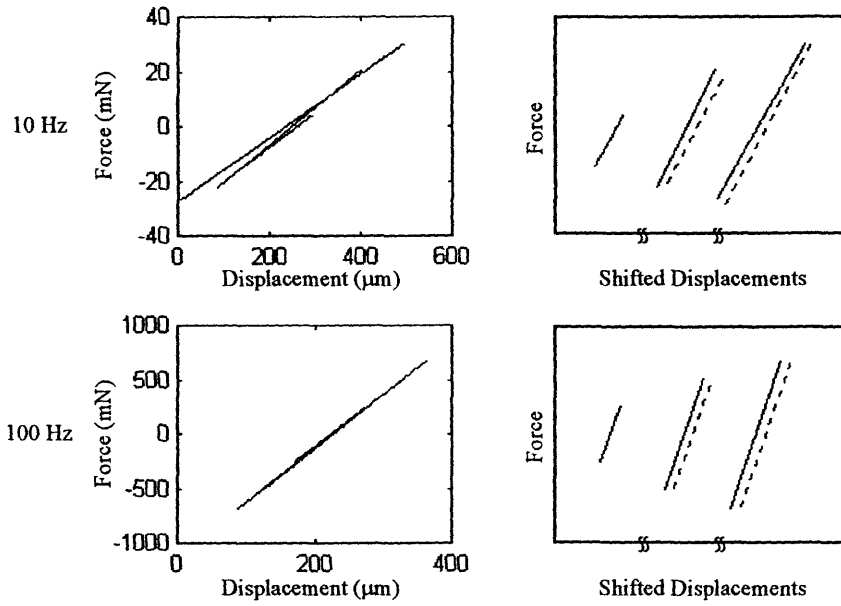 10 Hz
Force (mN)
40
20
0
-20
-40
0 200 400 600
Displacement (μm)
Force
Shifted Displacements
100 Hz
Force (mN)
1000
500
0
-500
-1000
0 200 400
Displacement (μm)
Force
Shifted Displacements